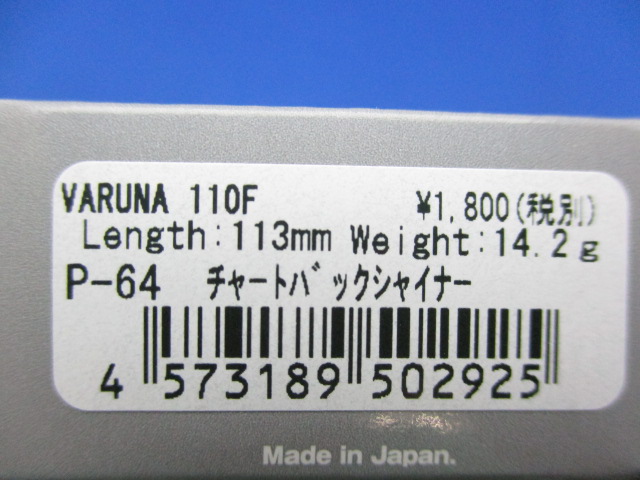 VARUNA 110F ¥1,800(税別)
Length:113mm Weight:14.2g
P-64 チャートバックシャイナー
4 573189 502925
Made in Japan.